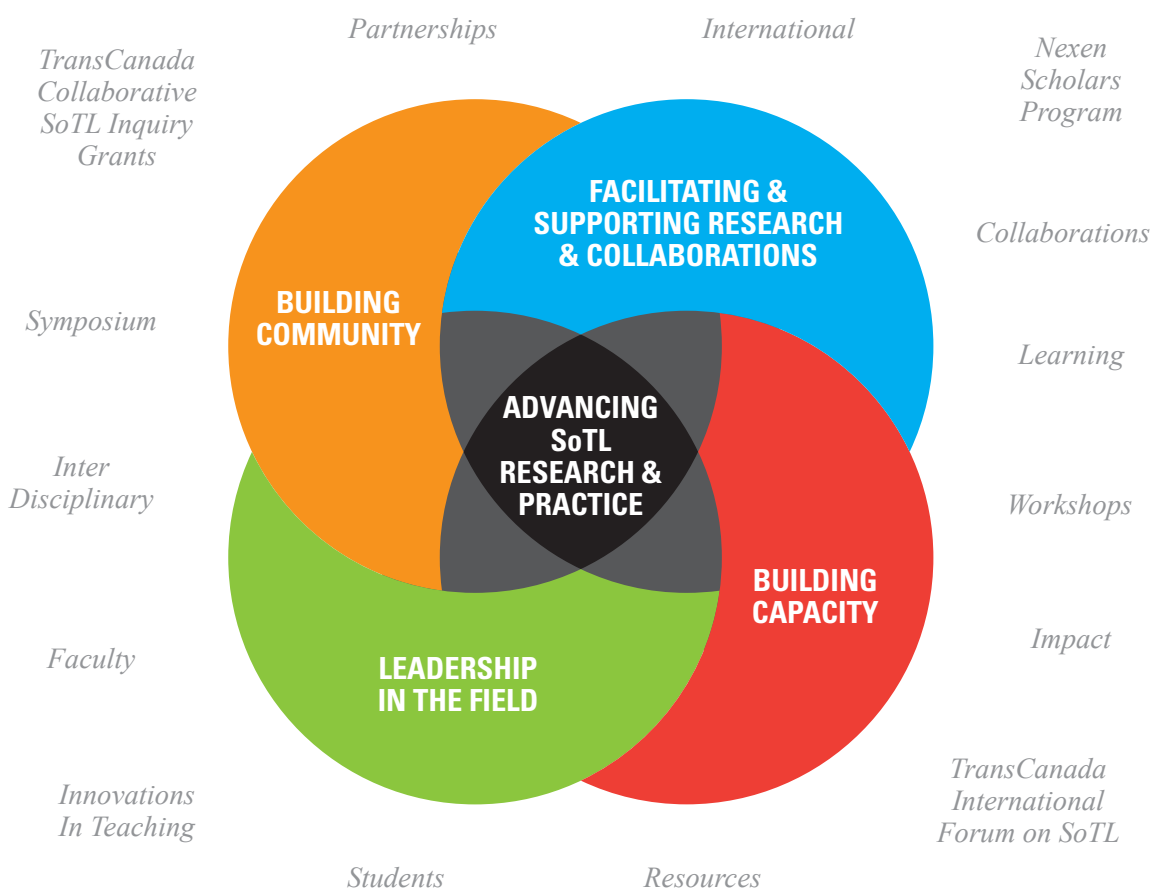 Partnerships
International
TransCanada
Collaborative
SoTL Inquiry
Grants
Nexen
Scholars
Program
FACILITATING &
SUPPORTING RESEARCH
& COLLABORATIONS
Collaborations
BUILDING
COMMUNITY
Symposium
Learning
ADVANCING
SoTL
RESEARCH &
PRACTICE
Inter
Disciplinary
Workshops
BUILDING
CAPACITY
Faculty
LEADERSHIP
IN THE FIELD
Impact
Innovations
In Teaching
TransCanada
International
Forum on SoTL
Students
Resources